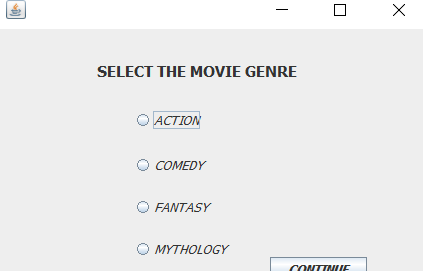 SELECT THE MOVIE GENRE
ACTION
COMEDY
FANTASY
MYTHOLOGY
CONTINUE